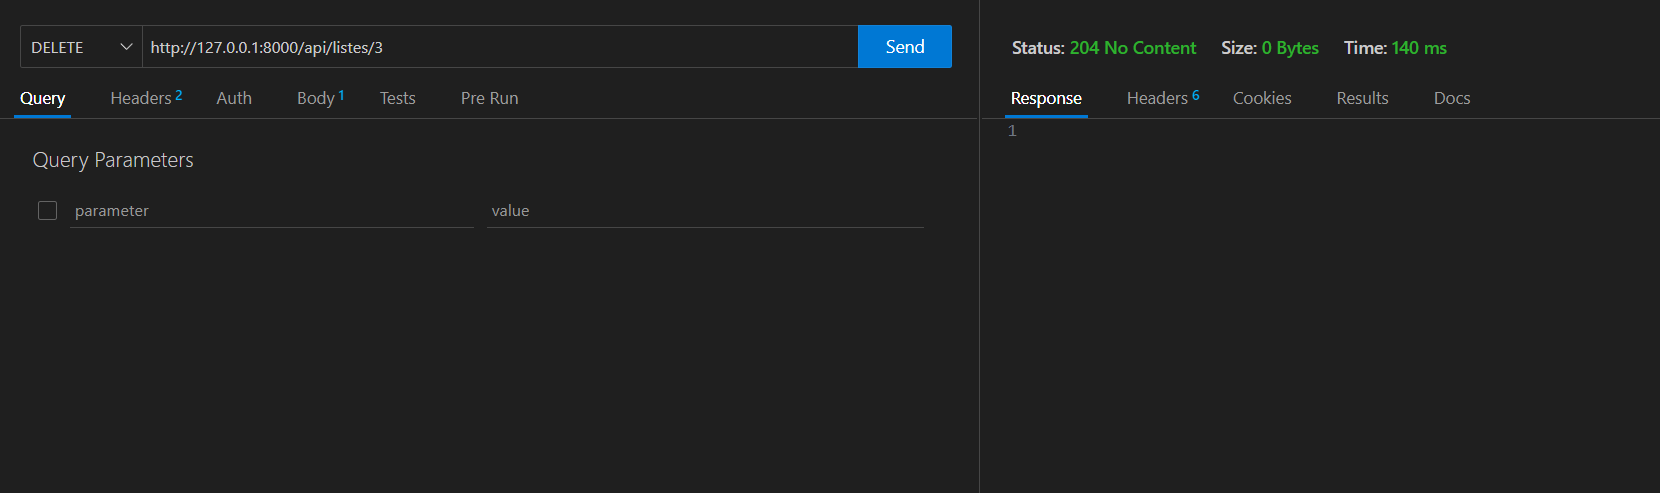 DELETE http://127.0.0.1:8000/api/listes/3 Send
Query Headers 2 Auth Body 1 Tests Pre Run
Query Parameters
parameter value
Status: 204 No Content Size: 0 Bytes Time: 140 ms
Response Headers 6 Cookies Results Docs
1